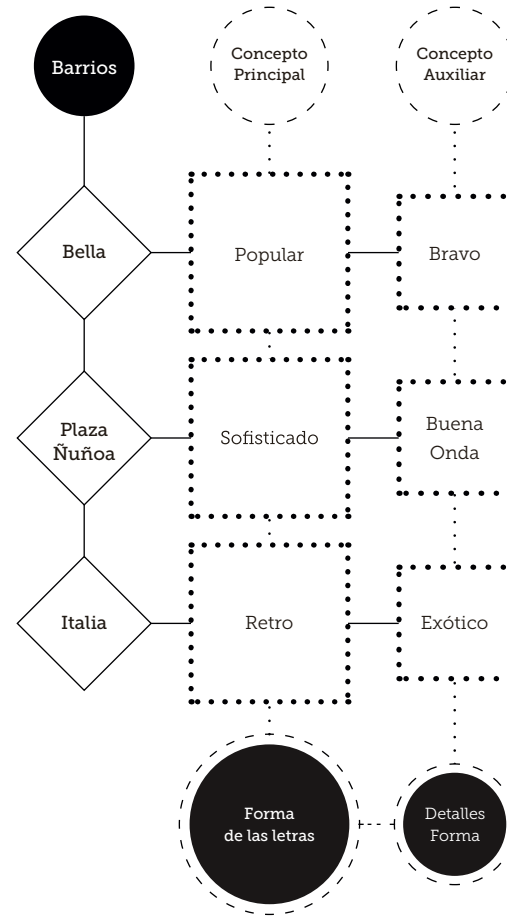 Barrios
Concepto
Principal
Concepto
Auxiliar
Bella
Popular
Bravo
Plaza
Ñuñoa
Sofisticado
Buena
Onda
Italia
Retro
Exótico
Forma
de las letras
Detalles
Forma